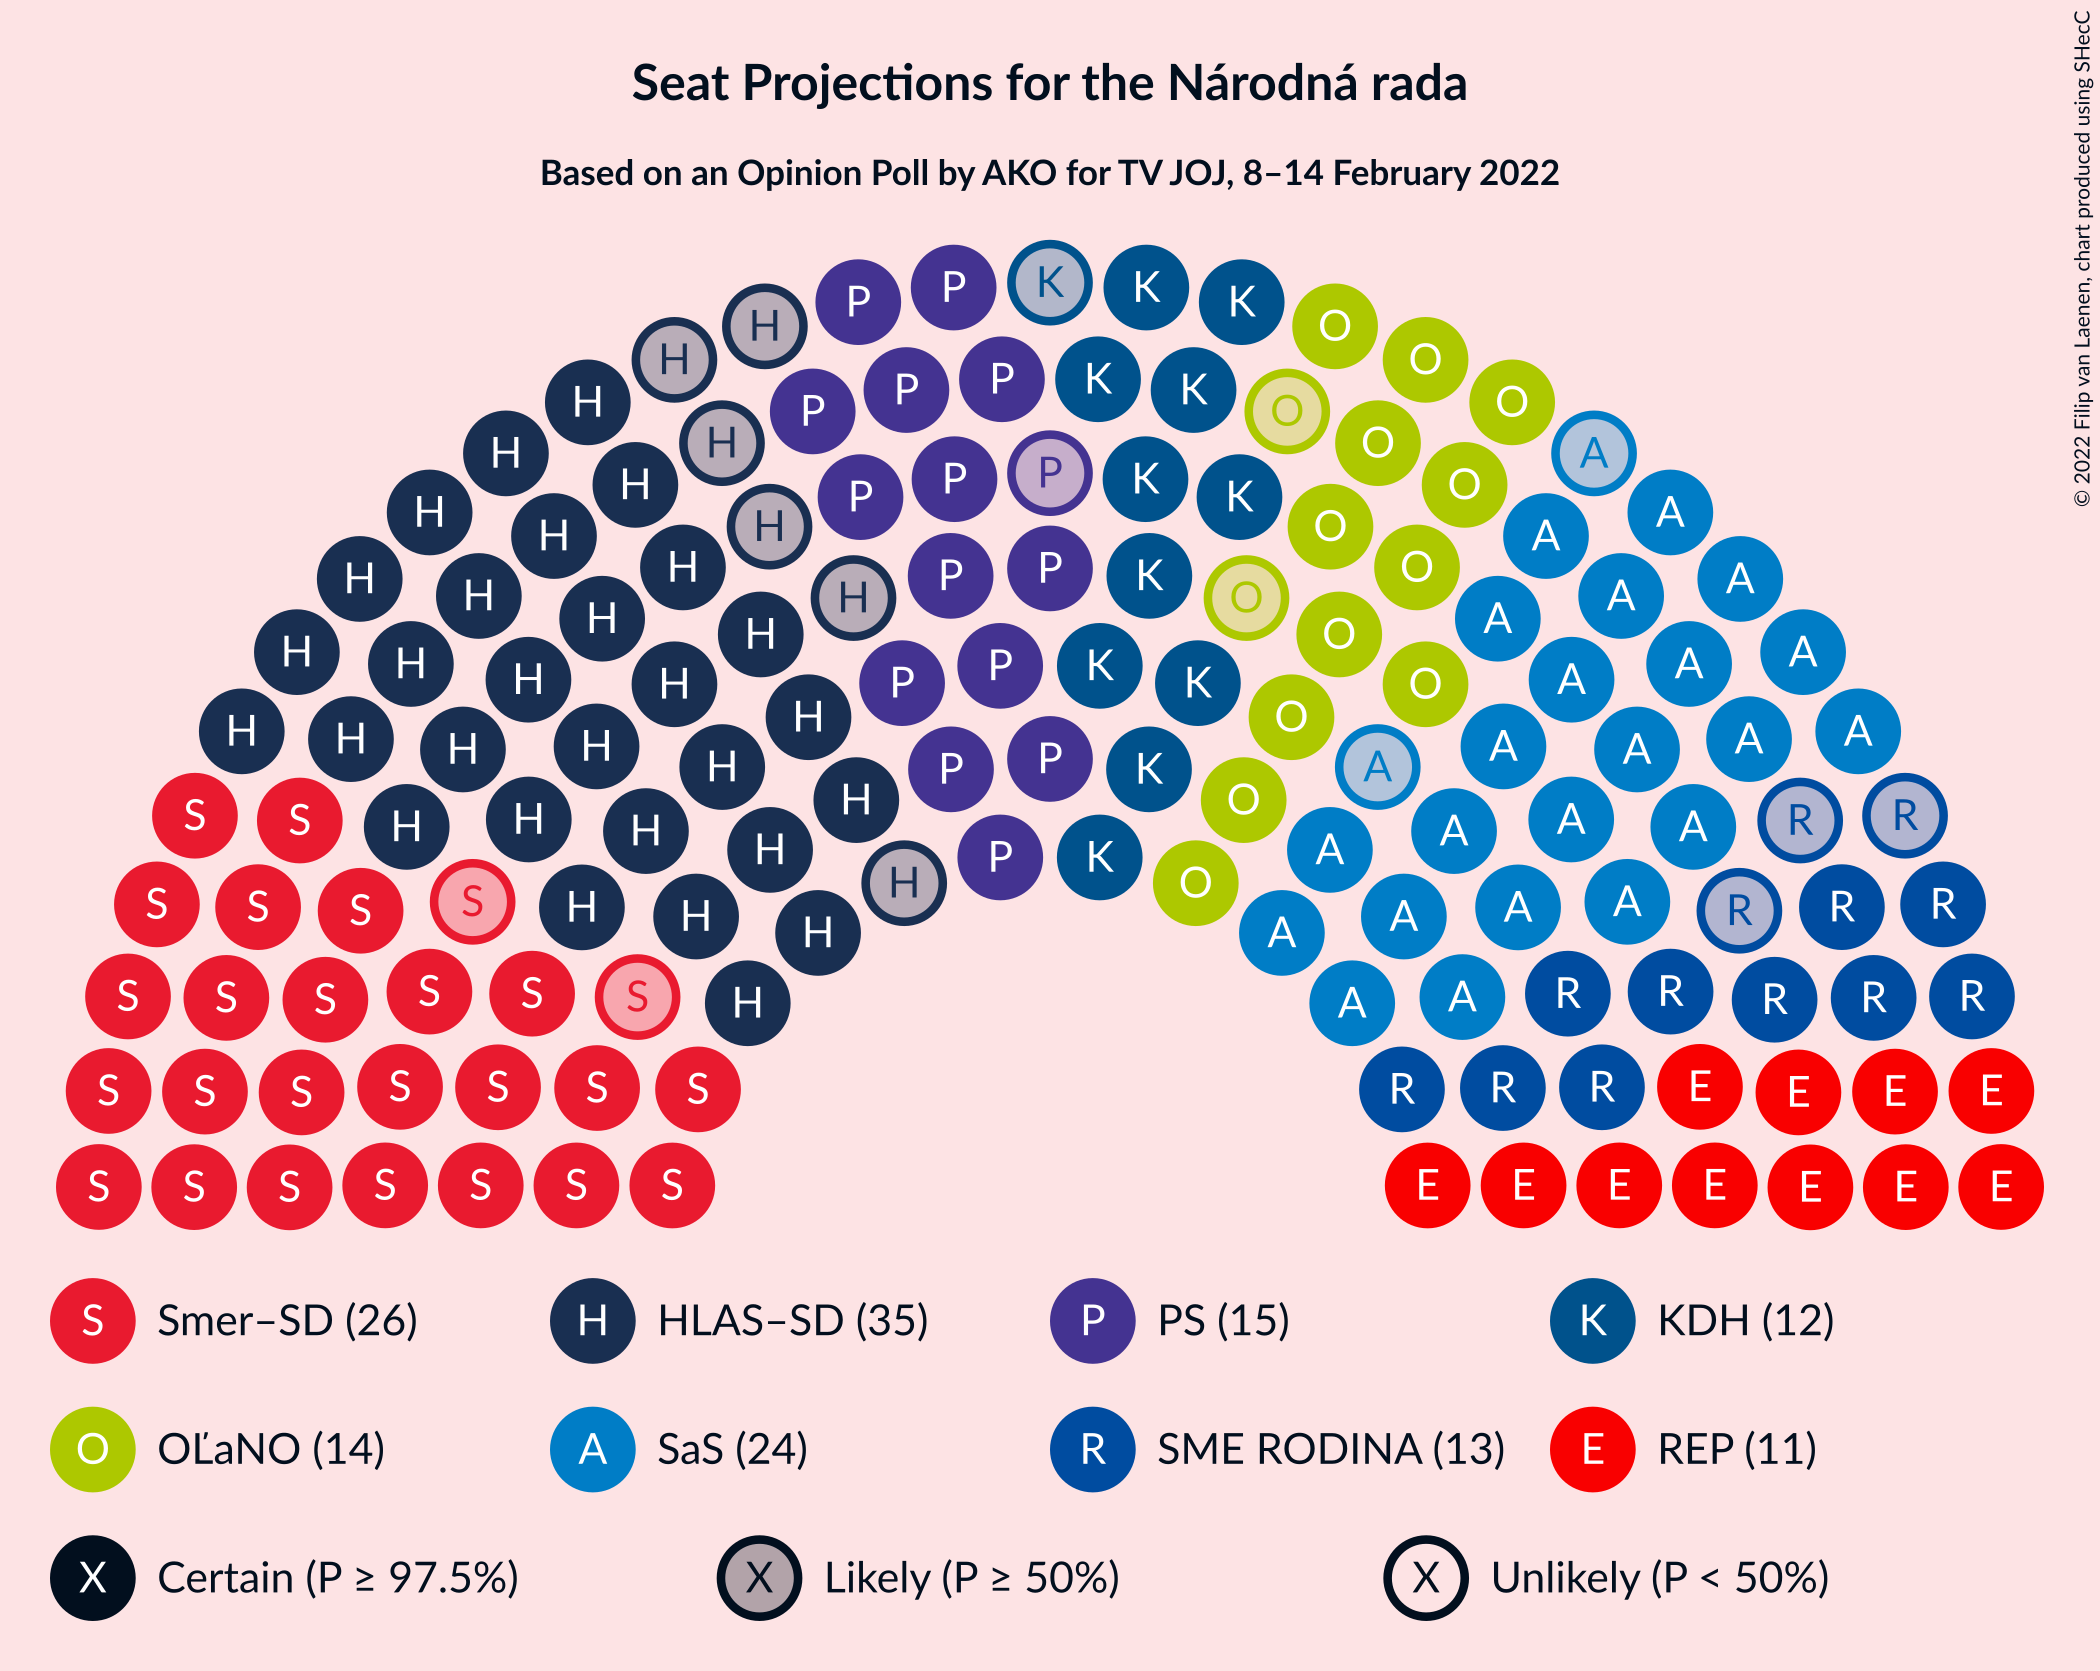 Seat Projections for the Národná rada
Based on an Opinion Poll by AKO for TV JOJ, 8–14 February 2022
© 2022 Filip van Laenen, chart produced using SHecC
H H P P K K K O O O
H H P P P K K O O O A
H H H P P P K K O O A A
H H H H P P K O O A A A
H H H H P P K K O O A A A
H H H H H P P K O A A A A A
S S H H H H P K O A A A A R R
S S S S H H H H A A A A R R R
S S S S S S H A A R R R R R
S S S S S S S R R R E E E E
S S S S S S S E E E E E E E
S Smer–SD (26) H HLAS–SD (35) P PS (15) K KDH (12)
O OĽaNO (14) A SaS (24) R SME RODINA (13) E REP (11)
X Certain (P ≥ 97.5%) X Likely (P ≥ 50%) X Unlikely (P < 50%)